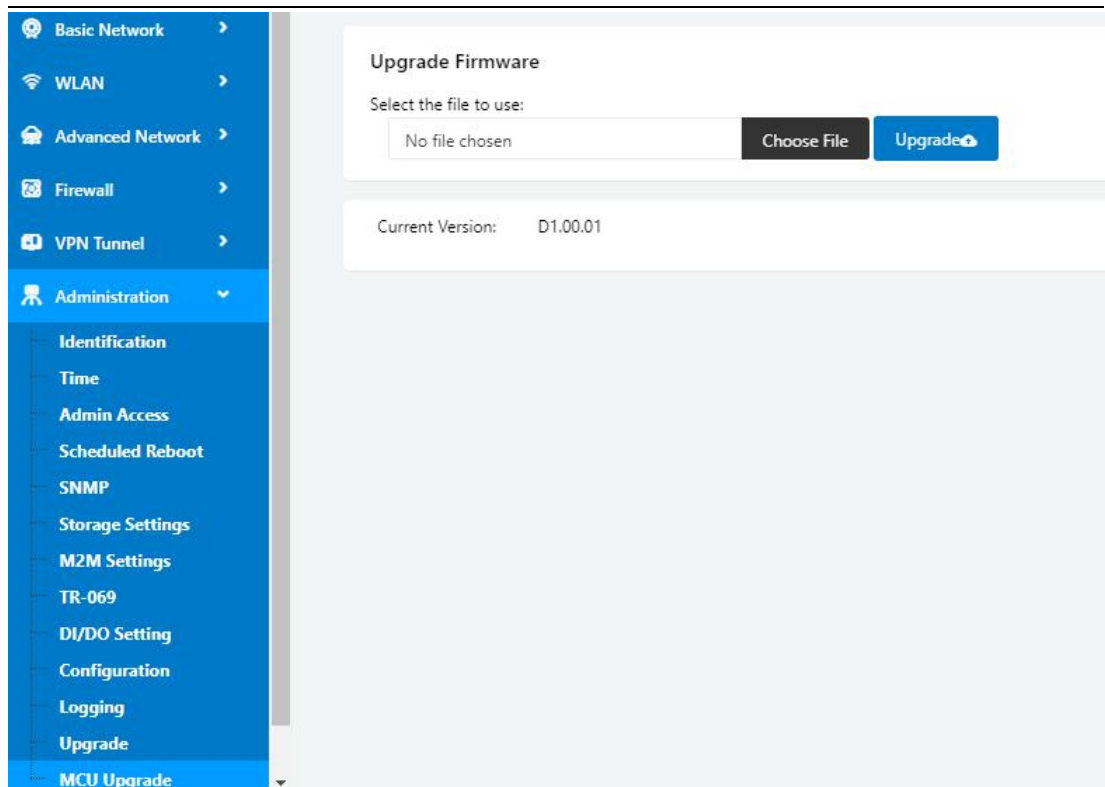 Basic Network
WLAN
Advanced Network
Firewall
VPN Tunnel
Administration
Identification
Time
Admin Access
Scheduled Reboot
SNMP
Storage Settings
M2M Settings
TR-069
DI/DO Setting
Configuration
Logging
Upgrade
MCU Upgrade
Upgrade Firmware
Select the file to use:
No file chosen Choose File Upgrade
Current Version: D1.00.01